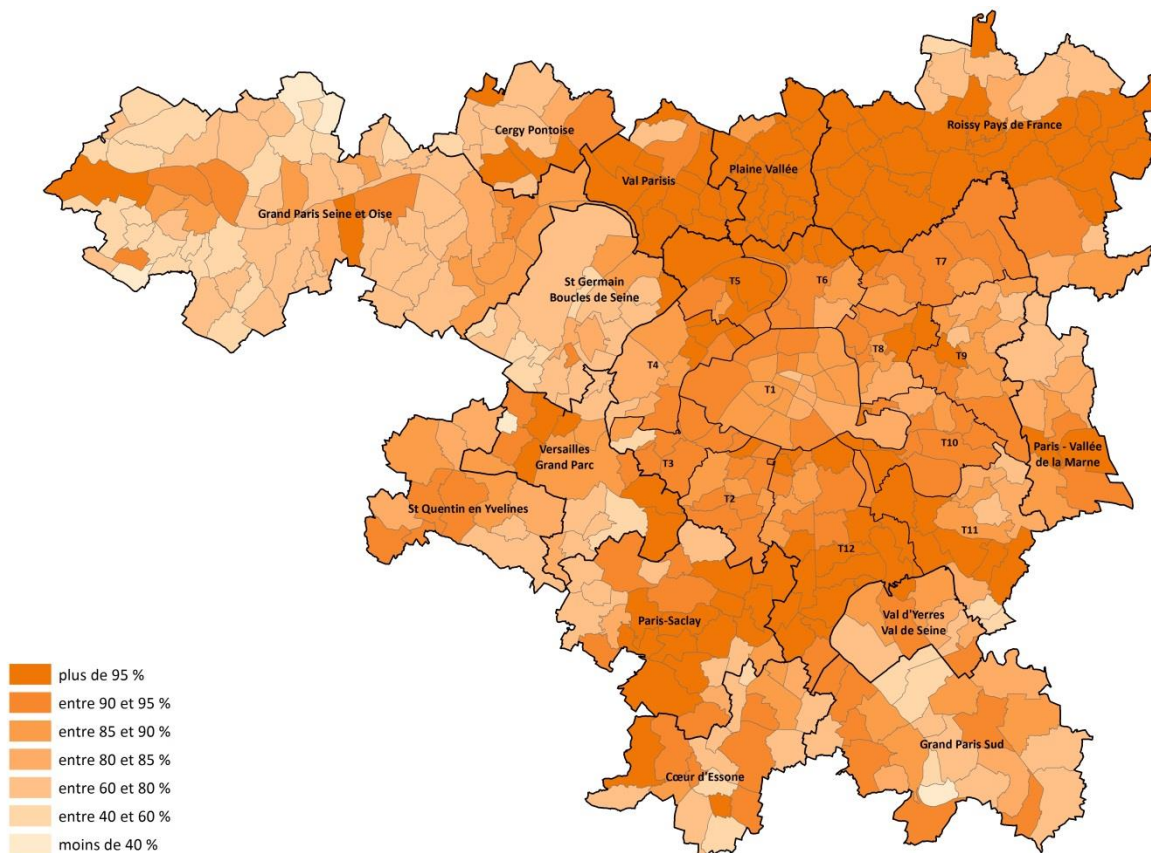 Cergy Pontoise
Roissy Pays de France
Val Parisis
Plaine Vallée
Grand Paris Seine et Oise
St Germain
Boucles de Seine
T5
T6
T7
T4
T8
T9
T1
T10
Paris - Vallée
de la Marne
Versailles
Grand Parc
T3
T2
St Quentin en Yvelines
T11
T12
Paris-Saclay
Val d'Yerres
Val de Seine
Grand Paris Sud
Cœur d'Essone
plus de 95 %
entre 90 et 95 %
entre 85 et 90 %
entre 80 et 85 %
entre 60 et 80 %
entre 40 et 60 %
moins de 40 %